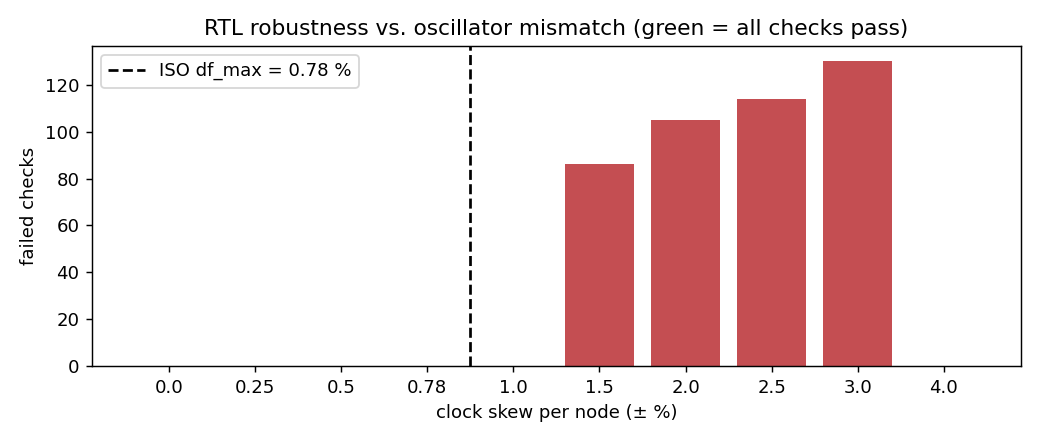 RTL robustness vs. oscillator mismatch (green = all checks pass)
ISO df_max = 0.78 %
failed checks
120
100
80
60
40
20
0
0.0 0.25 0.5 0.78 1.0 1.5 2.0 2.5 3.0 4.0
clock skew per node (± %)